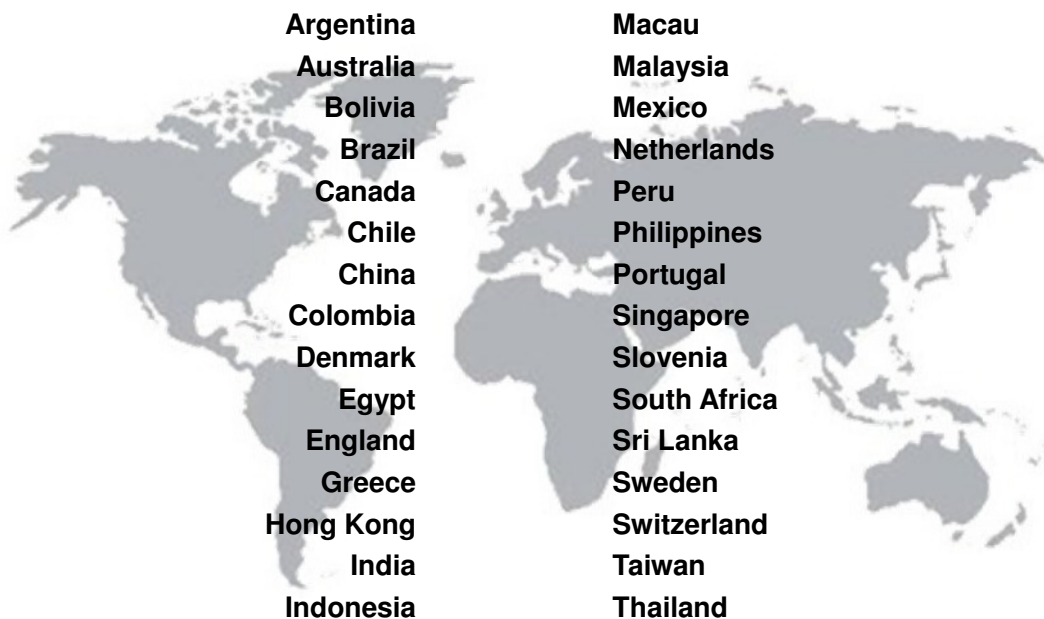 Argentina
Australia
Bolivia
Brazil
Canada
Chile
China
Colombia
Denmark
Egypt
England
Greece
Hong Kong
India
Indonesia
Macau
Malaysia
Mexico
Netherlands
Peru
Philippines
Portugal
Singapore
Slovenia
South Africa
Sri Lanka
Sweden
Switzerland
Taiwan
Thailand